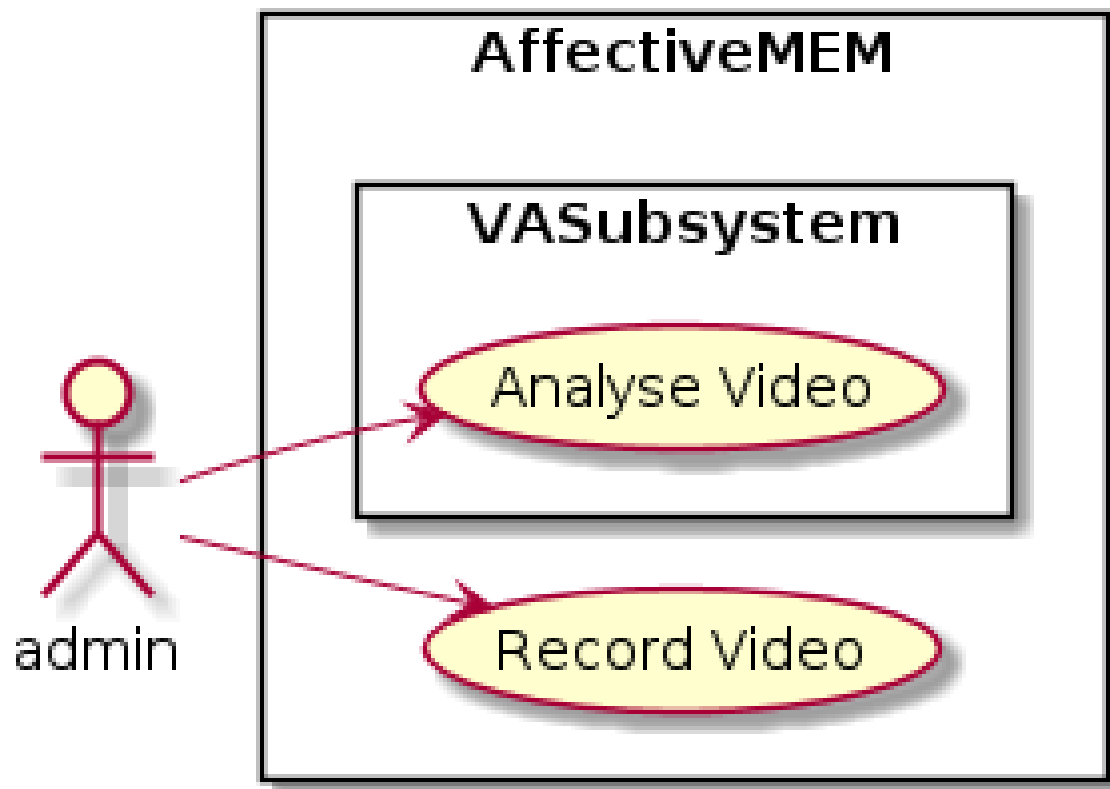 AffectiveMEM
VASubsystem
Analyse Video
admin
Record Video